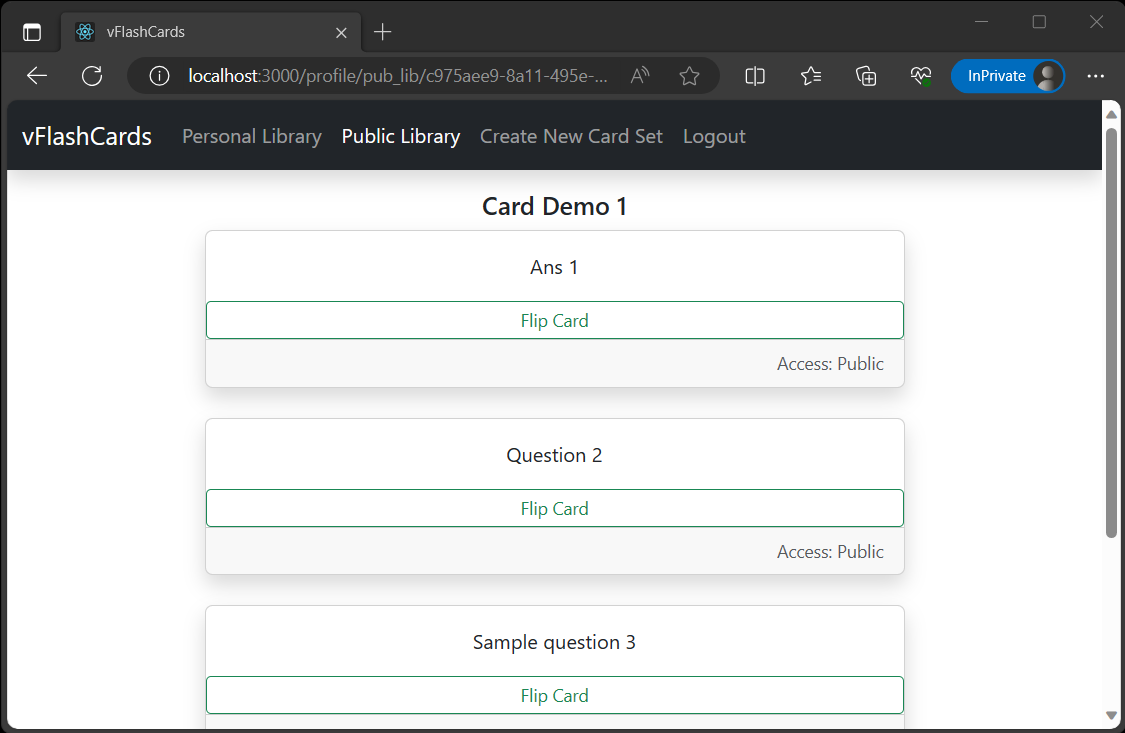 vFlashCards
localhost:3000/profile/pub_lib/c975aee9-8a11-495e-...
InPrivate
vFlashCards Personal Library Public Library Create New Card Set Logout
Card Demo 1
Ans 1
Flip Card
Access: Public
Question 2
Flip Card
Access: Public
Sample question 3
Flip Card